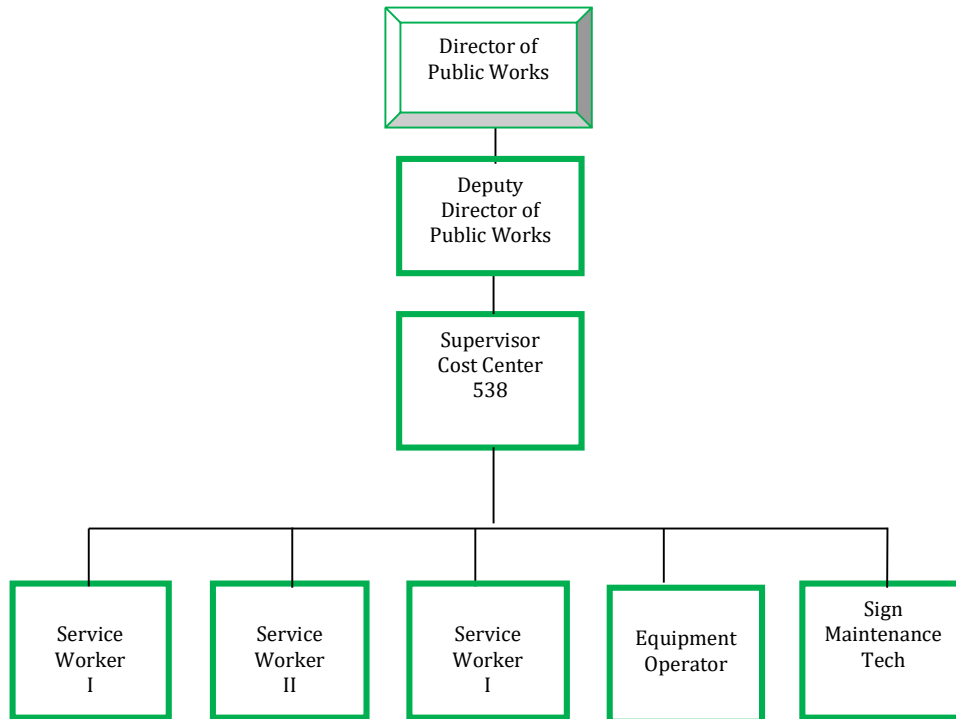 Director of
Public Works
Deputy
Director of
Public Works
Supervisor
Cost Center
538
Service
Worker
I
Service
Worker
II
Service
Worker
I
Equipment
Operator
Sign
Maintenance
Tech